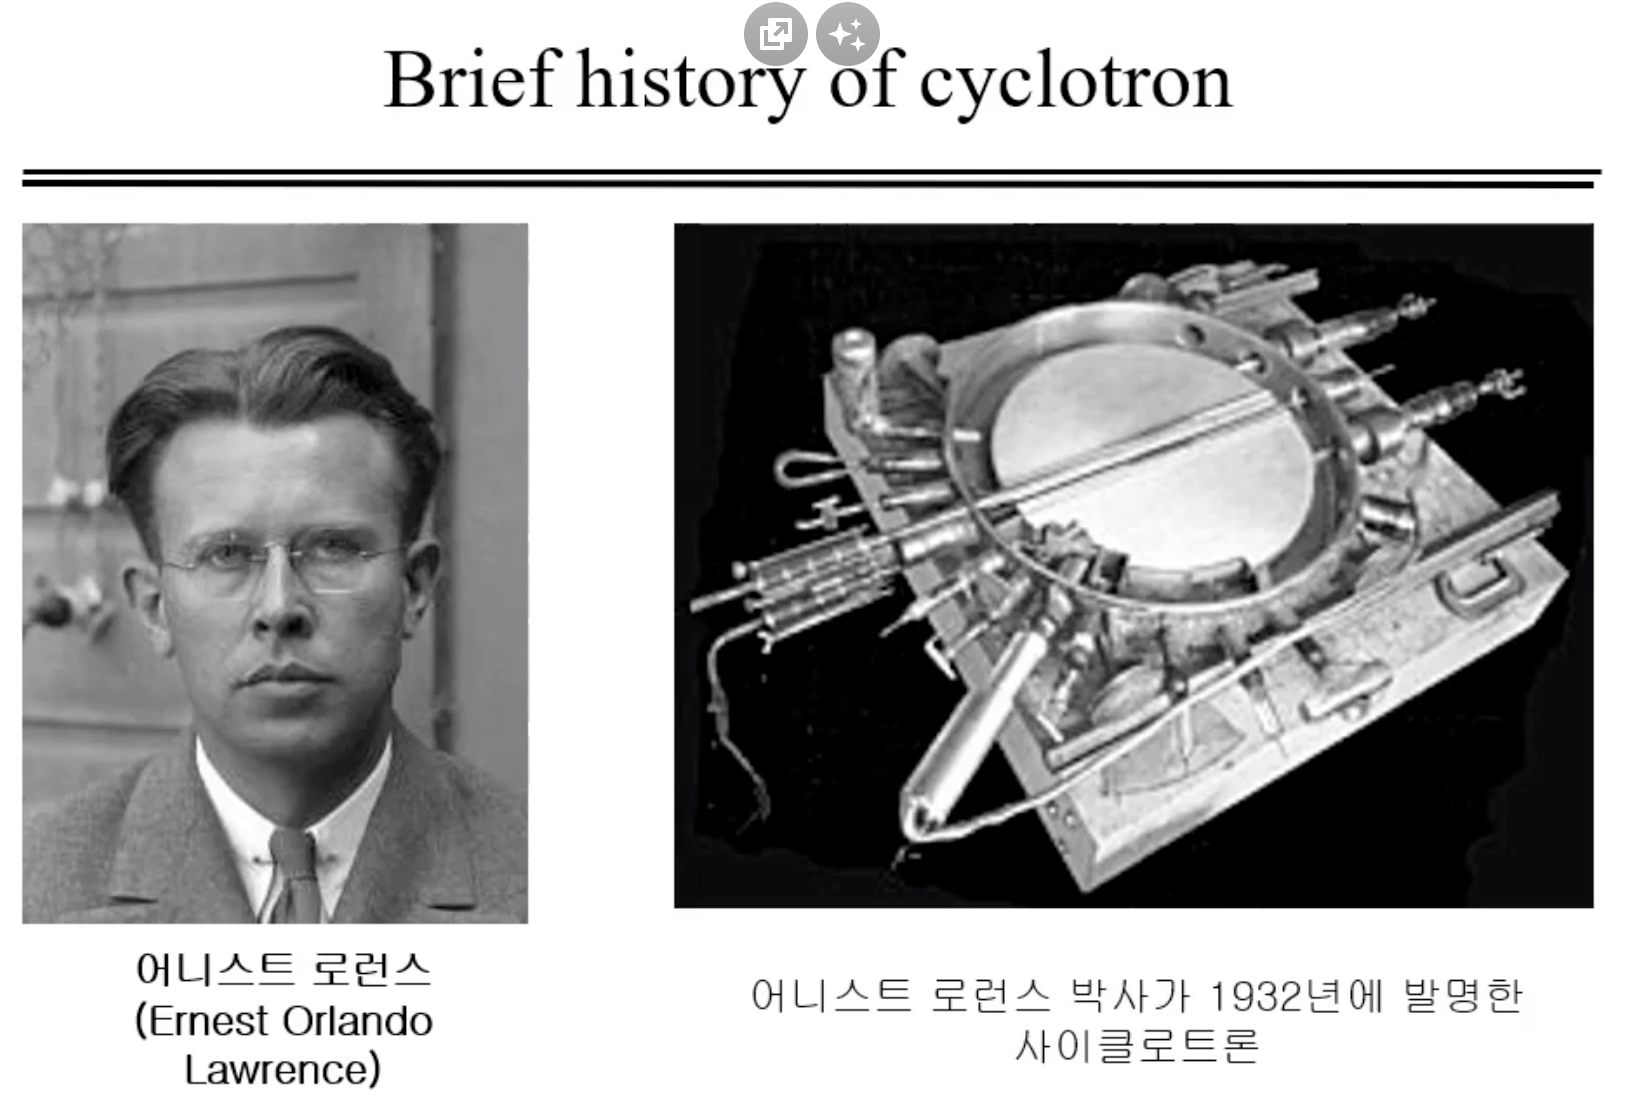 Brief history of cyclotron
어니스트 로런스
(Ernest Orlando
Lawrence)
어니스트 로런스 박사가 1932년에 발명한
사이클로트론